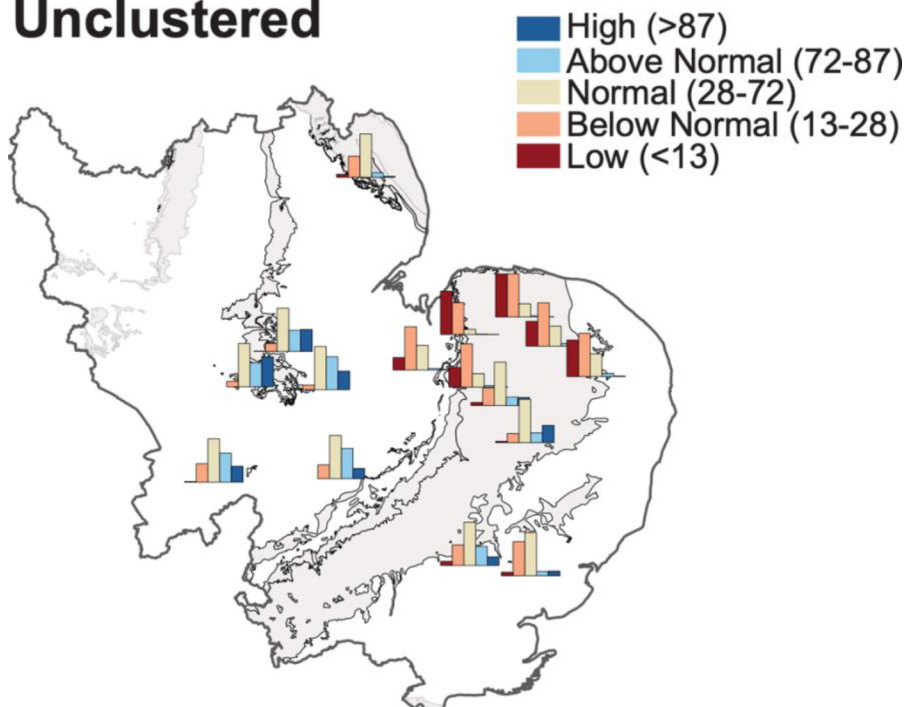 Unclustered
High (>87)
Above Normal (72-87)
Normal (28-72)
Below Normal (13-28)
Low (<13)